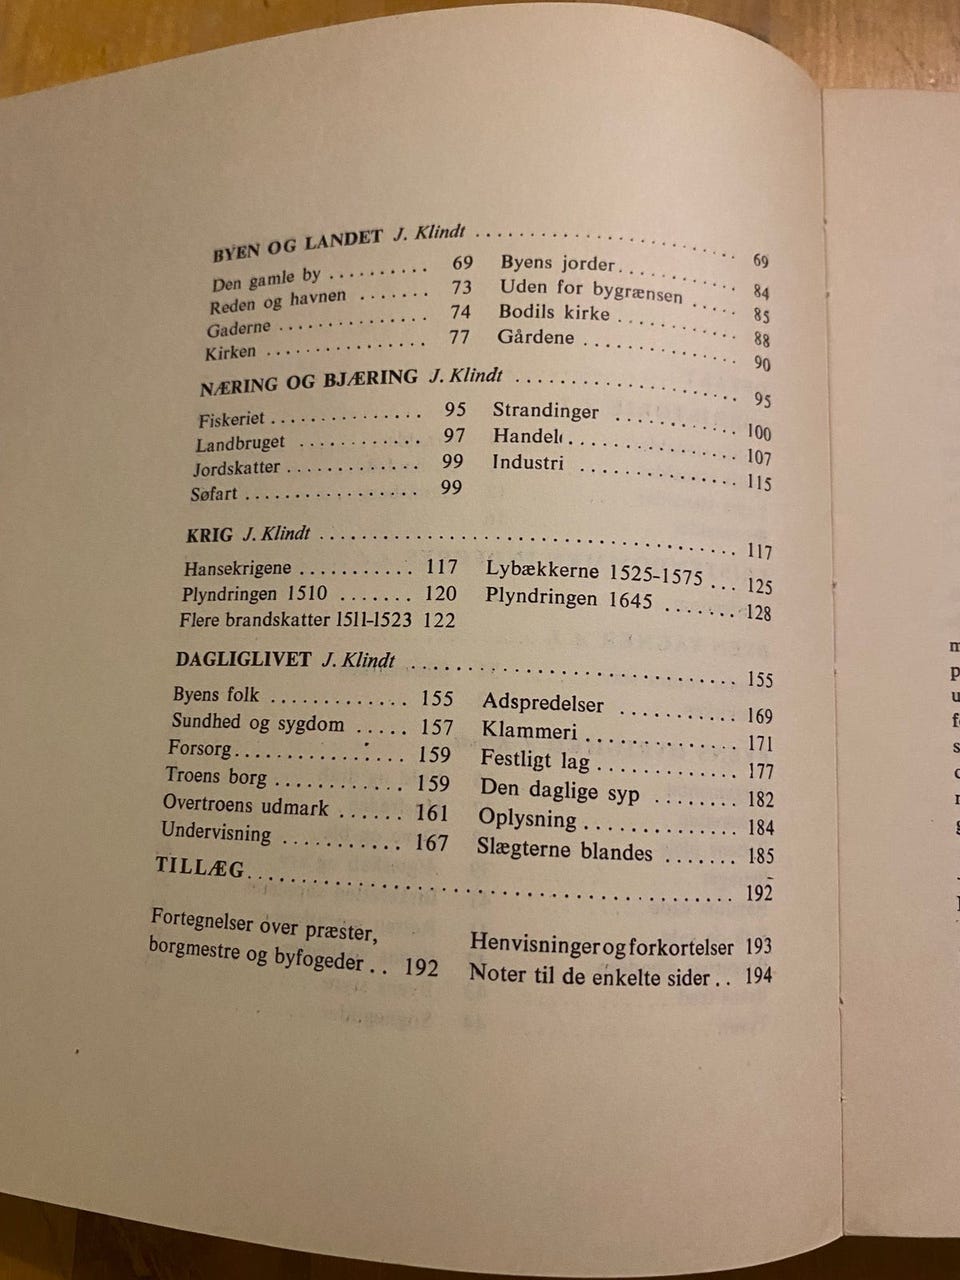 BYEN OG LANDET J. Klindt .......... 69
Den gamle by .......... 69 Byens jorder .......... 84
Reden og havnen ....... 73 Uden for bygrænsen .... 85
Gaderne .......... 74 Bodils kirke .......... 88
Kirken .......... 77 Gårdene .......... 90
NÆRING OG BJÆRING J. Klindt .......... 95
Fiskeriet .......... 95 Strandinger .......... 100
Landbruget .......... 97 Handel .......... 107
Jordskatter .......... 99 Industri .......... 115
Søfart .......... 99
KRIG J. Klindt .......... 117
Hansekrigene .......... 117 Lybækkerne 1525-1575 ... 125
Plyndringen 1510 ....... 120 Plyndringen 1645 ....... 128
Flere brandskatter 1511-1523 122
DAGLIGLIVET J. Klindt .......... 155
Byens folk .......... 155 Adspredelser .......... 169
Sundhed og sygdom ..... 157 Klammeri .......... 171
Forsorg .......... 159 Festligt lag .......... 177
Troens borg .......... 159 Den daglige syp ........ 182
Overtroens udmark ...... 161 Oplysning .......... 184
Undervisning .......... 167 Slægterne blandes ....... 185
TILLÆG .......... 192
Fortegnelser over præster,
borgmestre og byfogeder .. 192
Henvisninger og forkortelser 193
Noter til de enkelte sider .. 194